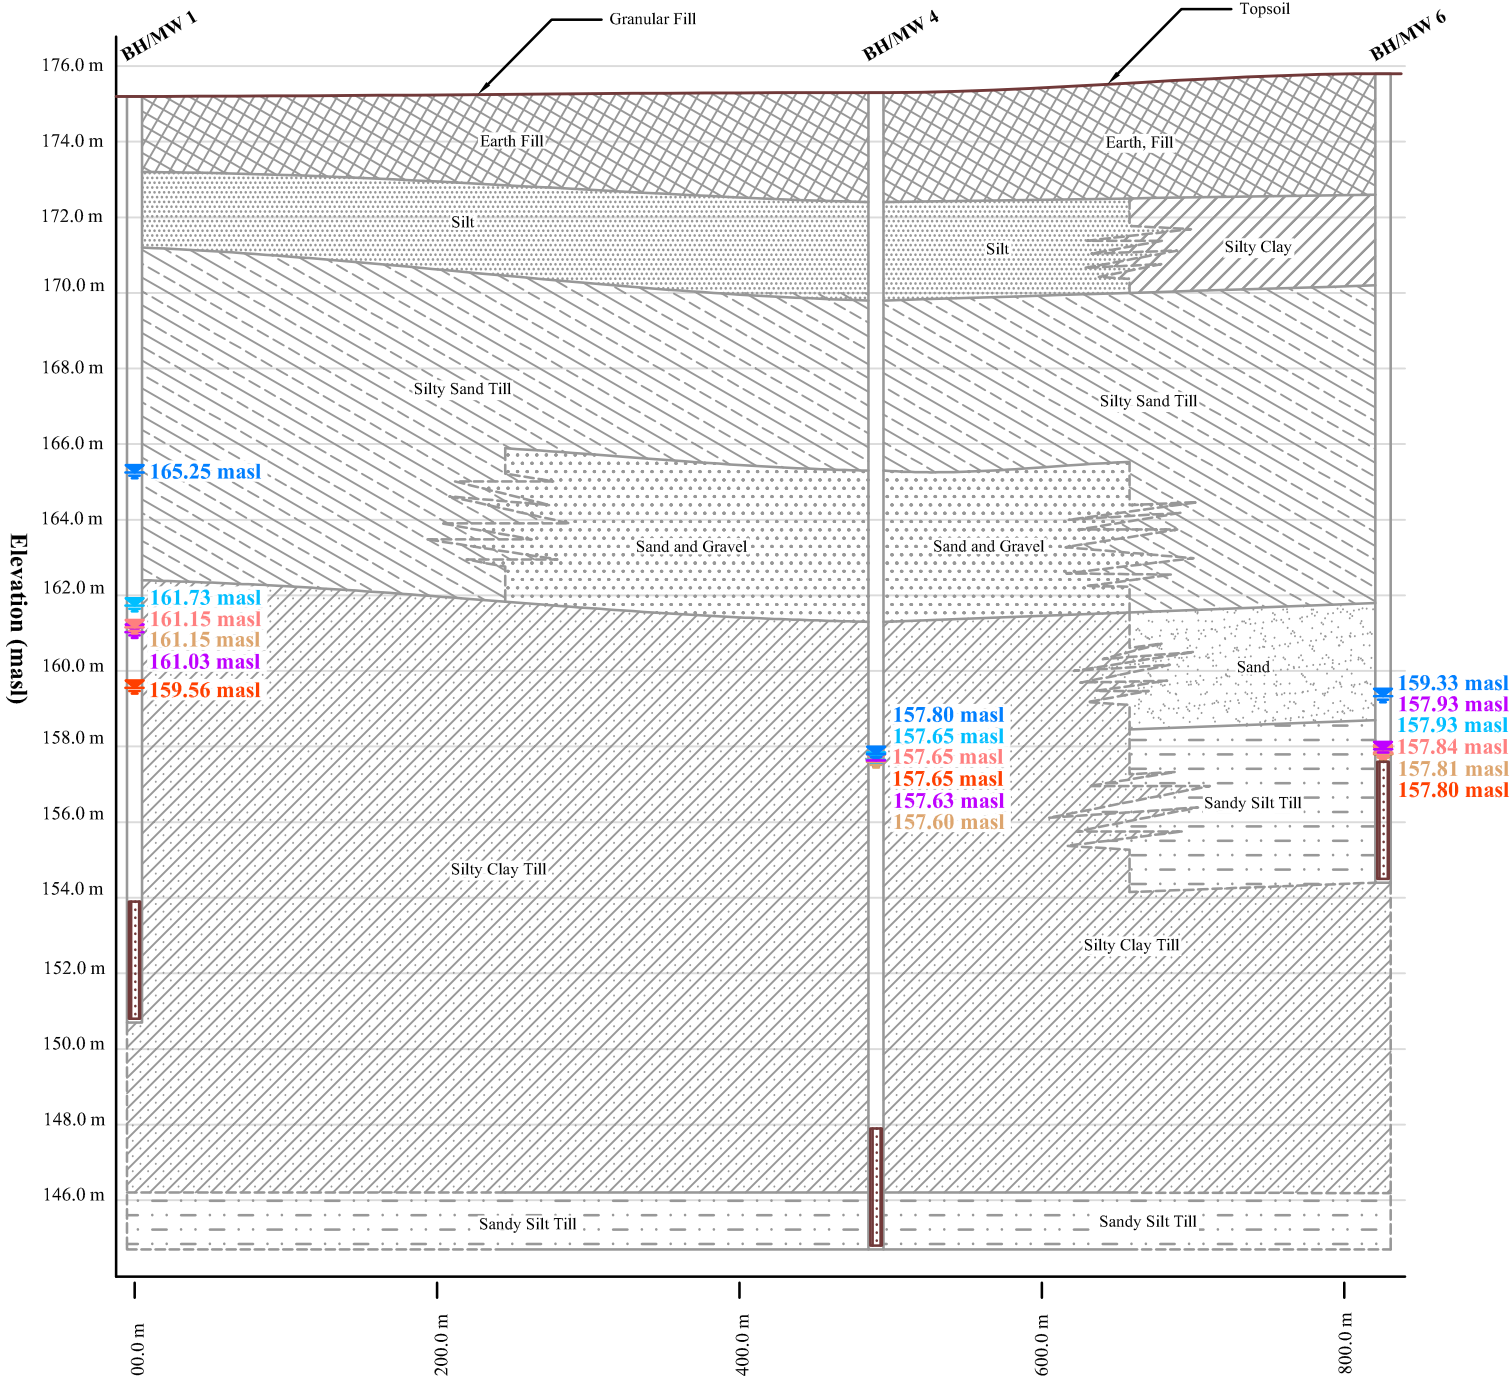 BH/MW 1
Granular Fill
BH/MW 4
Topsoil
BH/MW 6
176.0 m
174.0 m
172.0 m
170.0 m
168.0 m
166.0 m
164.0 m
162.0 m
160.0 m
158.0 m
156.0 m
154.0 m
152.0 m
150.0 m
148.0 m
146.0 m
Elevation (masl)
Earth Fill
Earth, Fill
Silt
Silt
Silty Clay
Silty Sand Till
Silty Sand Till
165.25 masl
Sand and Gravel
Sand and Gravel
161.73 masl
161.15 masl
161.15 masl
161.03 masl
159.56 masl
Sand
157.80 masl
157.65 masl
157.65 masl
157.65 masl
157.63 masl
157.60 masl
159.33 masl
157.93 masl
157.93 masl
157.84 masl
157.81 masl
157.80 masl
Sandy Silt Till
Silty Clay Till
Silty Clay Till
Sandy Silt Till
Sandy Silt Till
00.0 m
200.0 m
400.0 m
600.0 m
800.0 m